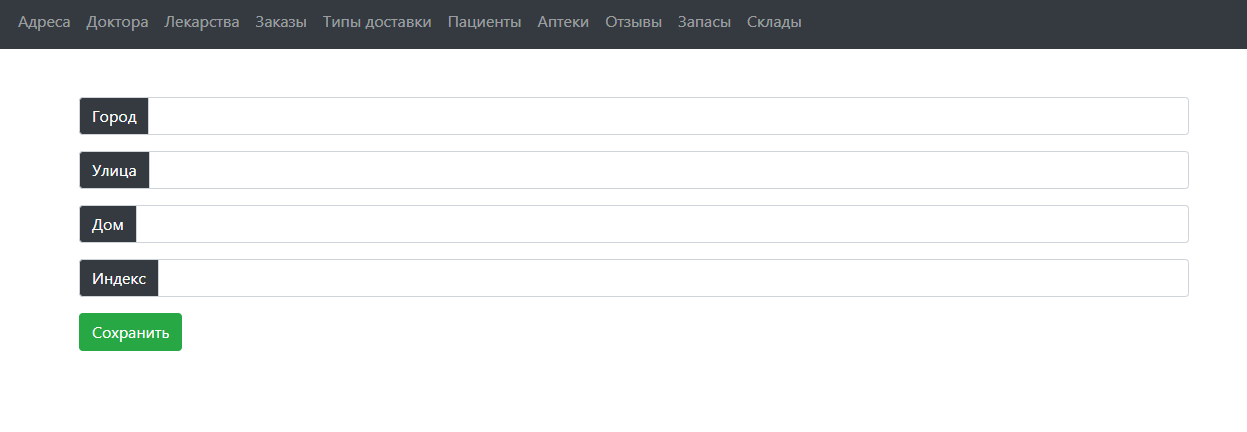 Адреса Доктора Лекарства Заказы Типы доставки Пациенты Аптеки Отзывы Запасы Склады
Город
Улица
Дом
Индекс
Сохранить